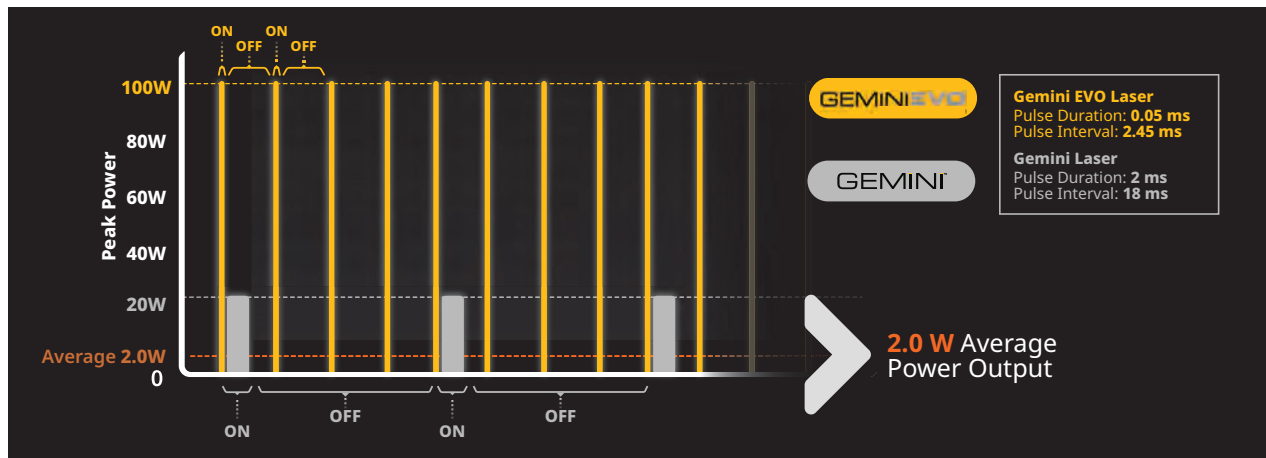 ON
ON
OFF
OFF
100W
80W
60W
40W
20W
Average 2.0W
0
Peak Power
ON
OFF
ON
OFF
GEMINI EVO
GEMINI
Gemini EVO Laser
Pulse Duration: 0.05 ms
Pulse Interval: 2.45 ms
Gemini Laser
Pulse Duration: 2 ms
Pulse Interval: 18 ms
2.0 W Average
Power Output